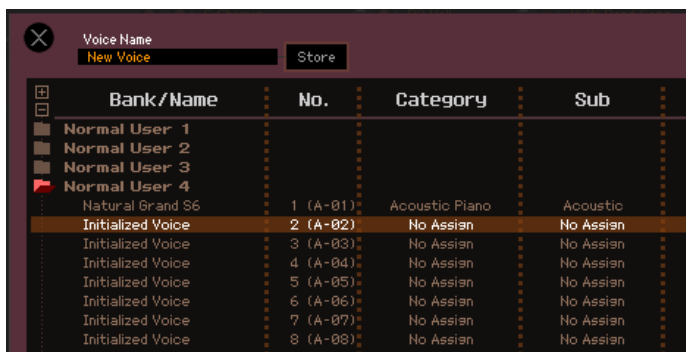 Voice Name
New Voice Store
Bank/Name No. Category Sub
Normal User 1
Normal User 2
Normal User 3
Normal User 4
Natural Grand S6 1 (A-01) Acoustic Piano Acoustic
Initialized Voice 2 (A-02) No Assign No Assign
Initialized Voice 3 (A-03) No Assign No Assign
Initialized Voice 4 (A-04) No Assign No Assign
Initialized Voice 5 (A-05) No Assign No Assign
Initialized Voice 6 (A-06) No Assign No Assign
Initialized Voice 7 (A-07) No Assign No Assign
Initialized Voice 8 (A-08) No Assign No Assign